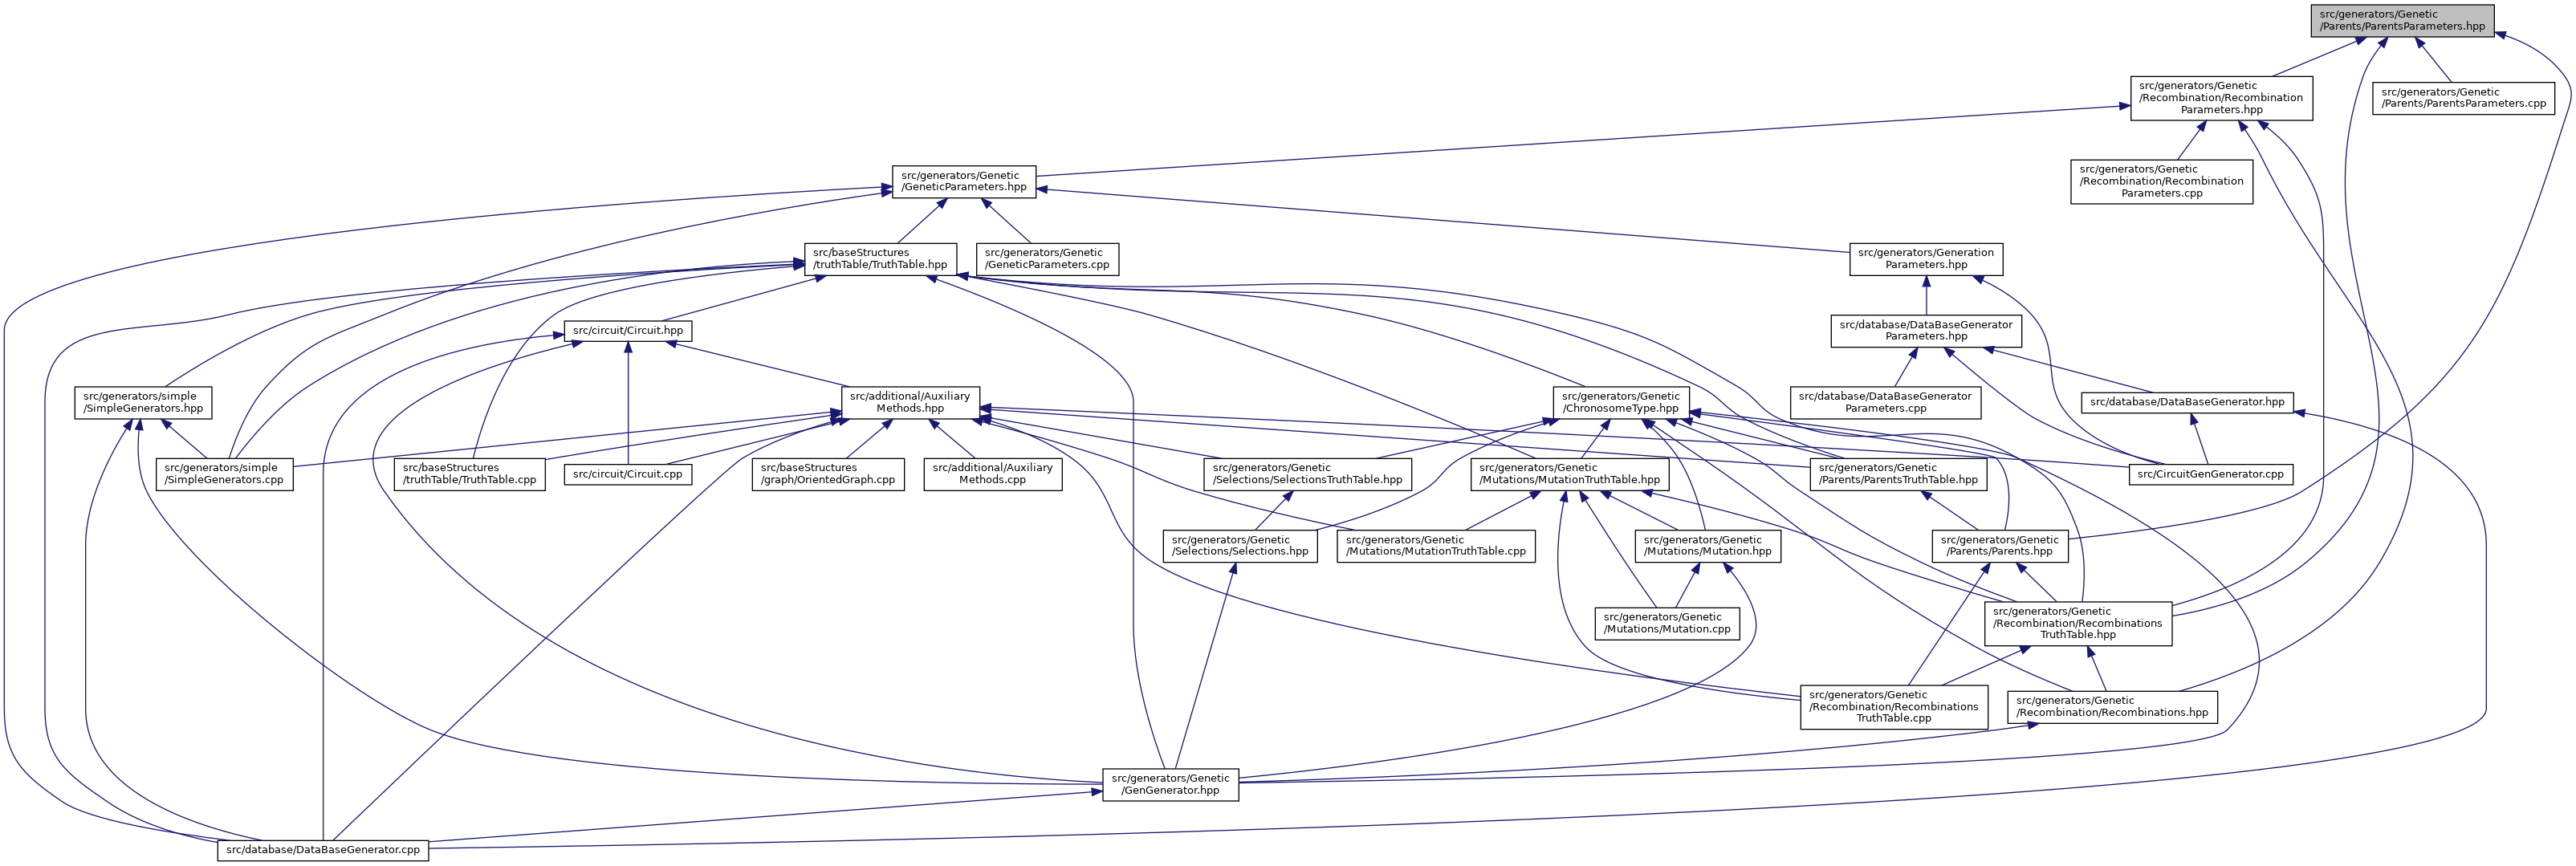 src/generators/Genetic
/Parents/ParentsParameters.hpp
src/generators/Genetic
/Recombination/Recombination
Parameters.hpp
src/generators/Genetic
/Parents/ParentsParameters.cpp
src/generators/Genetic
/GeneticParameters.hpp
src/generators/Genetic
/Recombination/Recombination
Parameters.cpp
src/baseStructures
/truthTable/TruthTable.hpp
src/generators/Genetic
/GeneticParameters.cpp
src/generators/Generation
Parameters.hpp
src/circuit/Circuit.hpp
src/database/DataBaseGenerator
Parameters.hpp
src/generators/simple
/SimpleGenerators.hpp
src/additional/Auxiliary
Methods.hpp
src/generators/Genetic
/ChronosomeType.hpp
src/database/DataBaseGenerator
Parameters.cpp
src/database/DataBaseGenerator.hpp
src/generators/simple
/SimpleGenerators.cpp
src/baseStructures
/truthTable/TruthTable.cpp
src/circuit/Circuit.cpp
src/baseStructures
/graph/OrientedGraph.cpp
src/additional/Auxiliary
Methods.cpp
src/generators/Genetic
/Selections/SelectionsTruthTable.hpp
src/generators/Genetic
/Mutations/MutationTruthTable.hpp
src/generators/Genetic
/Parents/ParentsTruthTable.hpp
src/CircuitGenGenerator.cpp
src/generators/Genetic
/Selections/Selections.hpp
src/generators/Genetic
/Mutations/MutationTruthTable.cpp
src/generators/Genetic
/Mutations/Mutation.hpp
src/generators/Genetic
/Parents/Parents.hpp
src/generators/Genetic
/Mutations/Mutation.cpp
src/generators/Genetic
/Recombination/Recombinations
TruthTable.hpp
src/generators/Genetic
/Recombination/Recombinations
TruthTable.cpp
src/generators/Genetic
/Recombination/Recombinations.hpp
src/generators/Genetic
/GenGenerator.hpp
src/database/DataBaseGenerator.cpp